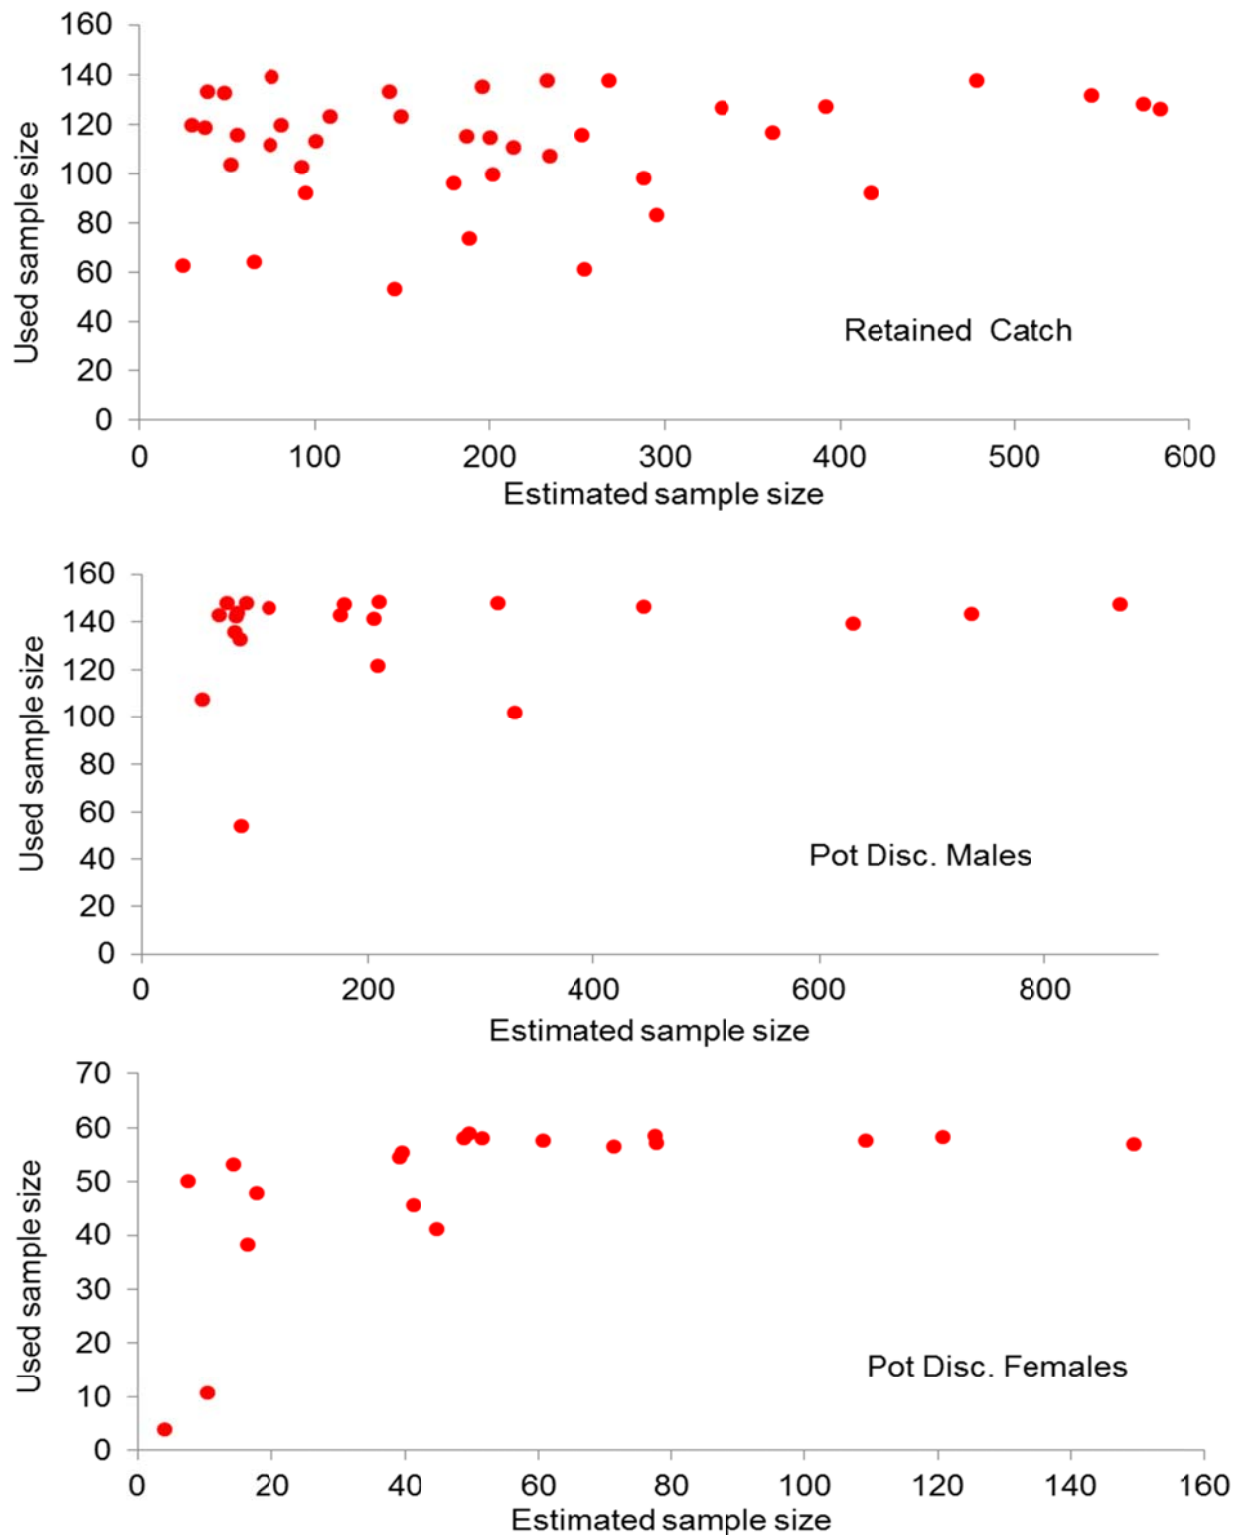 160
140
120
100
80
60
40
20
0
Used sample size
Retained Catch
0 100 200 300 400 500 600
Estimated sample size
160
140
120
100
80
60
40
20
0
Used sample size
Pot Disc. Males
0 200 400 600 800
Estimated sample size
70
60
50
40
30
20
10
0
Used sample size
Pot Disc. Females
0 20 40 60 80 100 120 140 160
Estimated sample size